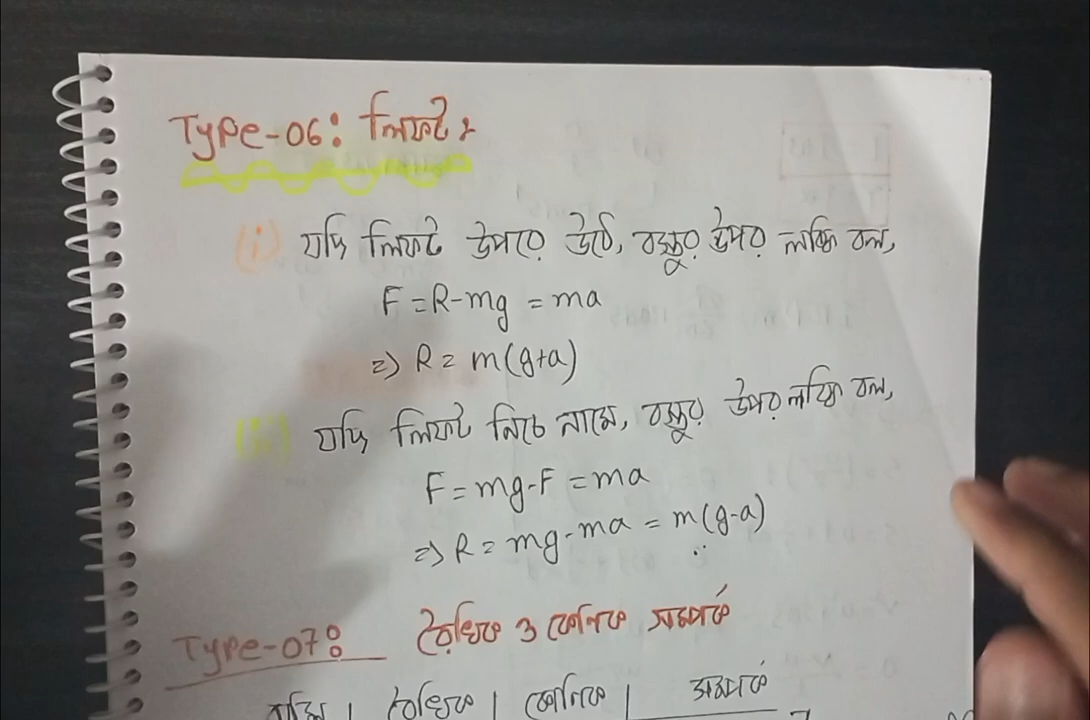 Type-06: লিফট ঃ
(i) যদি লিফট উপরে উঠে, বস্তুর উপর লব্ধি বল,
F = R-mg = ma
=> R = m(g+a)
(ii) যদি লিফট নিচে নামে, বস্তুর উপর লব্ধি বল,
F = mg-F = ma
=> R = mg-ma = m(g-a)
Type-07: রৈখিক ও কৌনিক সম্পর্ক
রাশি | রৈখিক | কৌনিক | সম্পর্ক